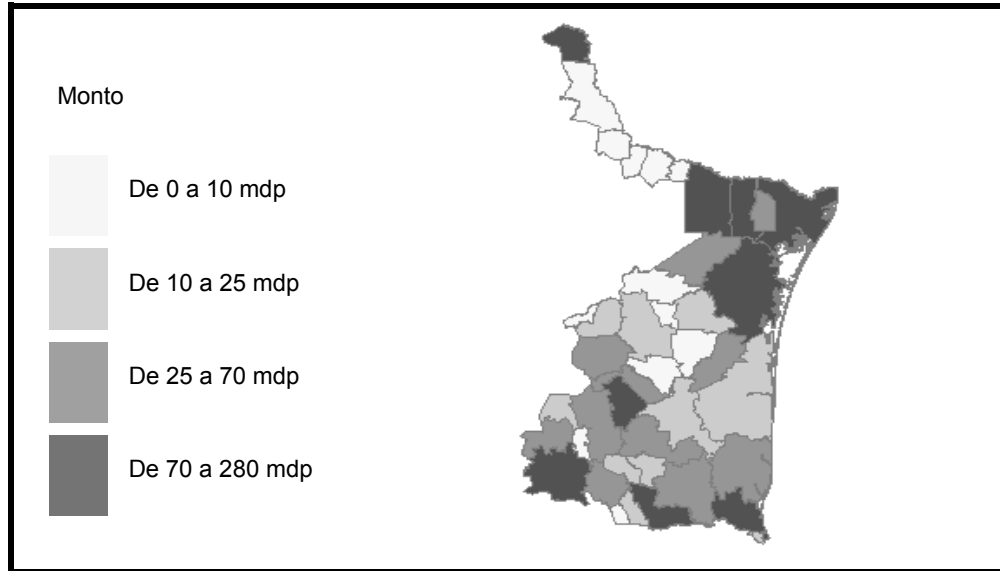 Monto
De 0 a 10 mdp
De 10 a 25 mdp
De 25 a 70 mdp
De 70 a 280 mdp